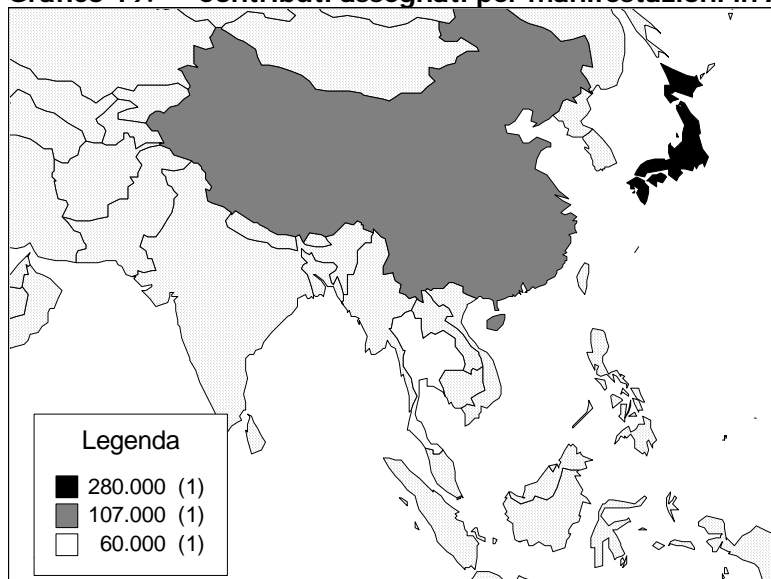 contributi assegnati per manifestazioni in
Legenda
280.000 (1)
107.000 (1)
60.000 (1)